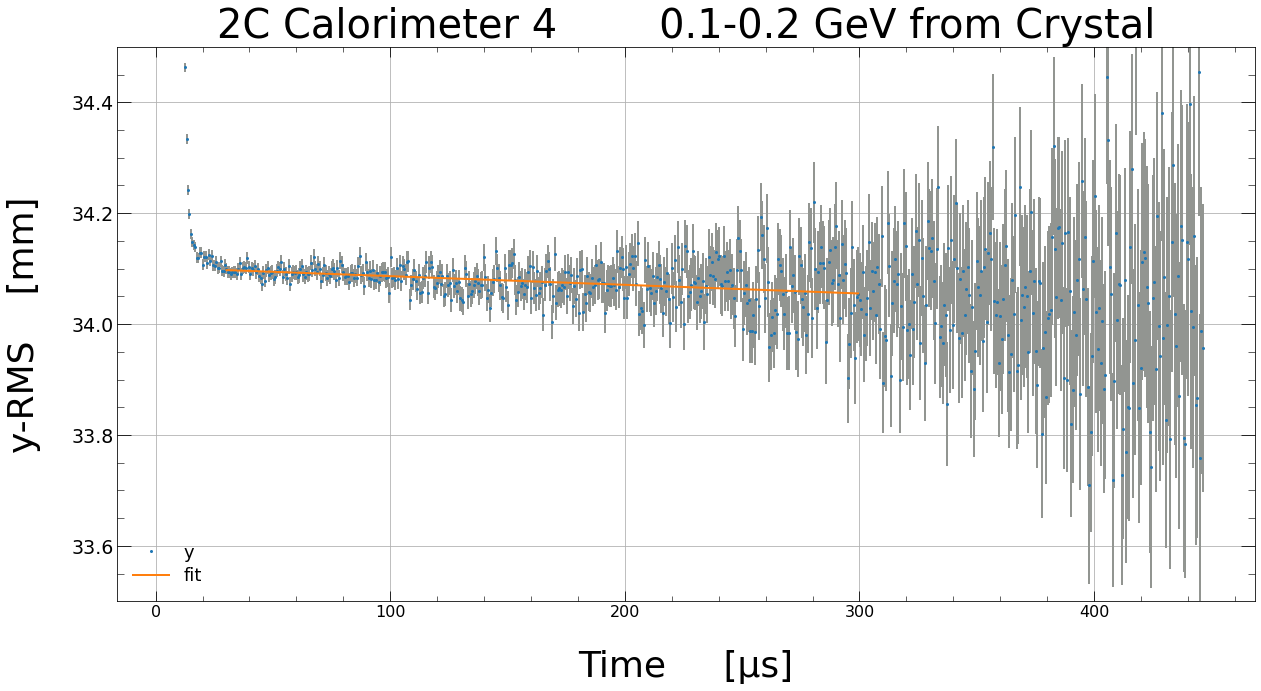 2C Calorimeter 4 0.1-0.2 GeV from Crystal
y-RMS [mm]
34.4
34.2
34.0
33.8
33.6
y
fit
0 100 200 300 400
Time [µs]